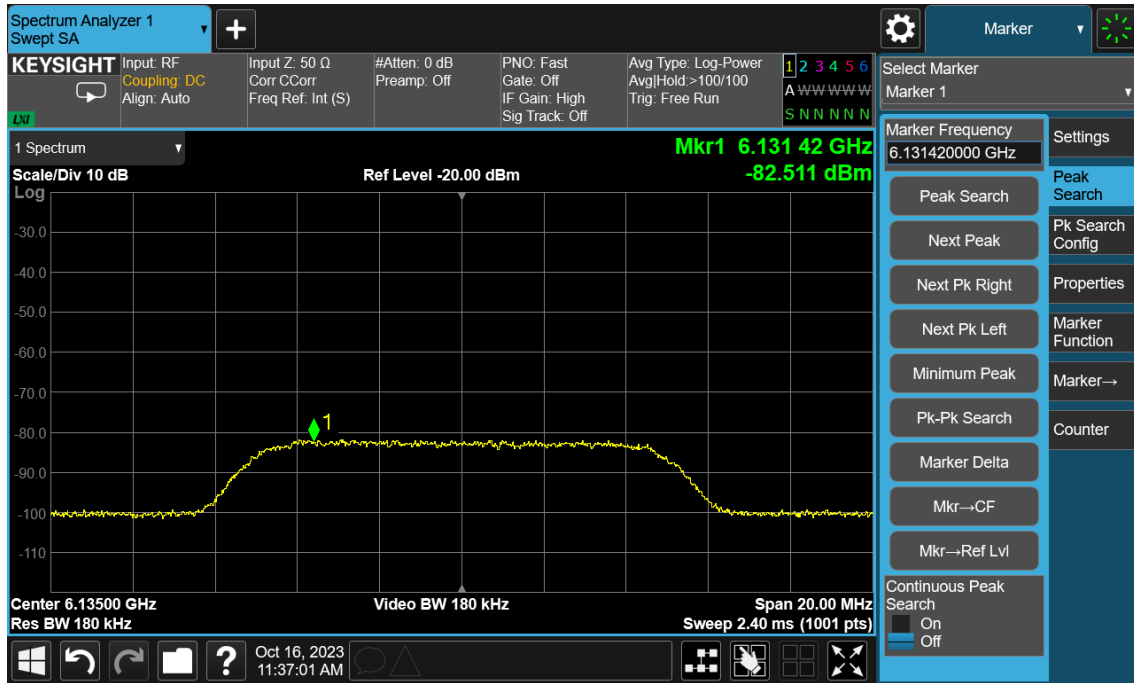 Spectrum Analyzer 1
Swept SA
Marker
KEYSIGHT
LXI
Input: RF
Coupling: DC
Align: Auto
Input Z: 50 Ω
Corr CCorr
Freq Ref: Int (S)
#Atten: 0 dB
Preamp: Off
PNO: Fast
Gate: Off
IF Gain: High
Sig Track: Off
Avg Type: Log-Power
Avg|Hold:>100/100
Trig: Free Run
1 2 3 4 5 6
A W W W W W
S N N N N N
Select Marker
Marker 1
1 Spectrum
Mkr1 6.131 42 GHz
-82.511 dBm
Scale/Div 10 dB
Ref Level -20.00 dBm
Log
-30.0
-40.0
-50.0
-60.0
-70.0
-80.0
-90.0
-100
-110
1
Center 6.13500 GHz
Video BW 180 kHz
Span 20.00 MHz
Res BW 180 kHz
Sweep 2.40 ms (1001 pts)
Marker Frequency
6.131420000 GHz
Peak Search
Next Peak
Next Pk Right
Next Pk Left
Minimum Peak
Pk-Pk Search
Marker Delta
Mkr→CF
Mkr→Ref Lvl
Continuous Peak
Search
On
Off
Settings
Peak
Search
Pk Search
Config
Properties
Marker
Function
Marker→
Counter
?
Oct 16, 2023
11:37:01 AM